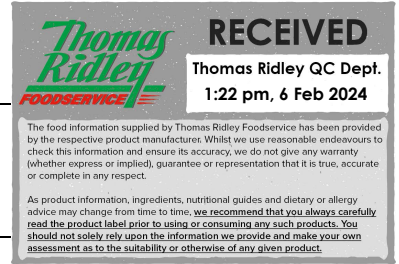 Thomas
Ridley
FOODSERVICE
RECEIVED
Thomas Ridley QC Dept.
1:22 pm, 6 Feb 2024
The food information supplied by Thomas Ridley Foodservice has been provided
by the respective product manufacturer. Whilst we use reasonable endeavours to
check this information and ensure its accuracy, we do not give any warranty
(whether express or implied), guarantee or representation that it is true, accurate
or complete in any respect.
As product information, ingredients, nutritional guides and dietary or allergy
advice may change from time to time, we recommend that you always carefully
read the product label prior to using or consuming any such products. You
should not solely rely upon the information we provide and make your own
assessment as to the suitability or otherwise of any given product.